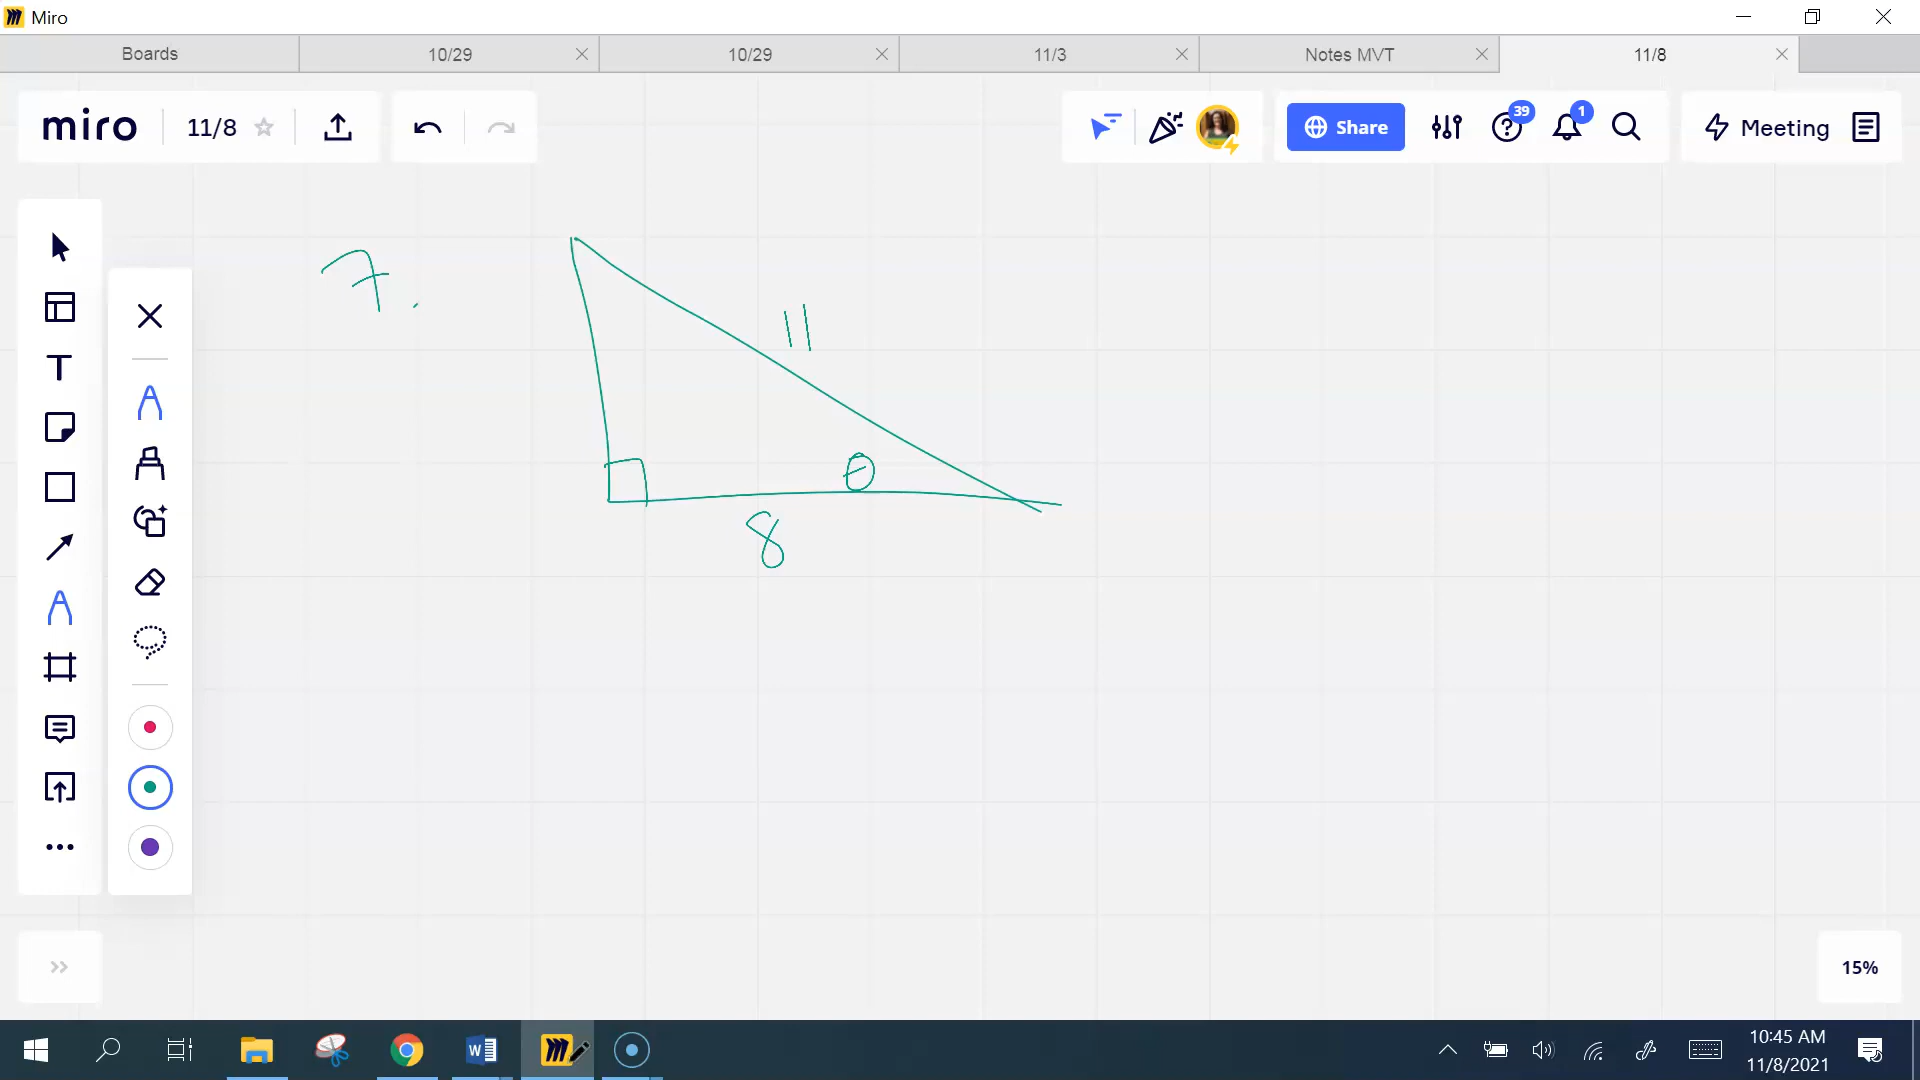 Miro
Boards 10/29 10/29 11/3 Notes MVT 11/8
miro 11/8 Share 39 1 Meeting
7.
11
θ
8
15%
10:45 AM
11/8/2021